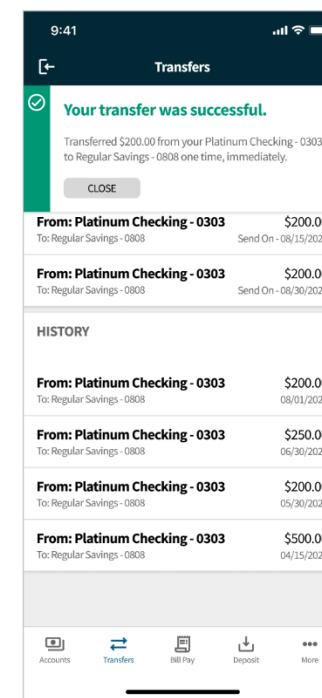 9:41
Transfers
Your transfer was successful.
Transferred $200.00 from your Platinum Checking - 0303
to Regular Savings - 0808 one time, immediately.
CLOSE
From: Platinum Checking - 0303 $200.0
To: Regular Savings - 0808 Send On - 08/15/202
From: Platinum Checking - 0303 $200.0
To: Regular Savings - 0808 Send On - 08/30/202
HISTORY
From: Platinum Checking - 0303 $200.0
To: Regular Savings - 0808 08/01/202
From: Platinum Checking - 0303 $250.0
To: Regular Savings - 0808 06/30/202
From: Platinum Checking - 0303 $200.0
To: Regular Savings - 0808 05/30/202
From: Platinum Checking - 0303 $500.0
To: Regular Savings - 0808 04/15/202
Accounts Transfers Bill Pay Deposit More